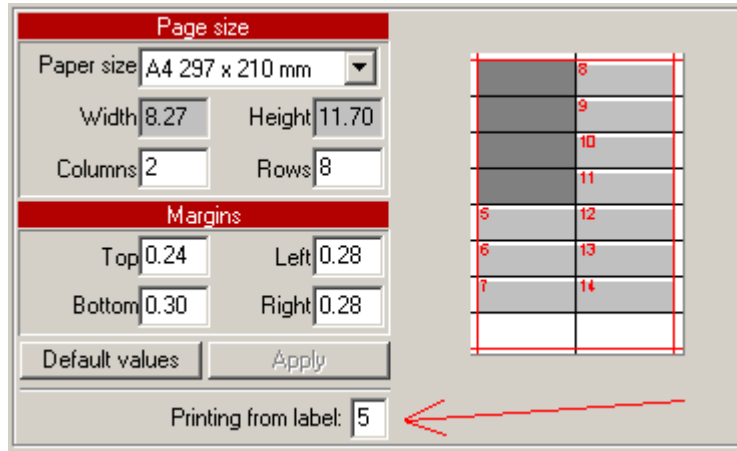 Page size
Paper size A4 297 x 210 mm
Width 8.27 Height 11.70
Columns 2 Rows 8
Margins
Top 0.24 Left 0.28
Bottom 0.30 Right 0.28
Default values Apply
Printing from label: 5
8
9
10
11
5 12
6 13
7 14